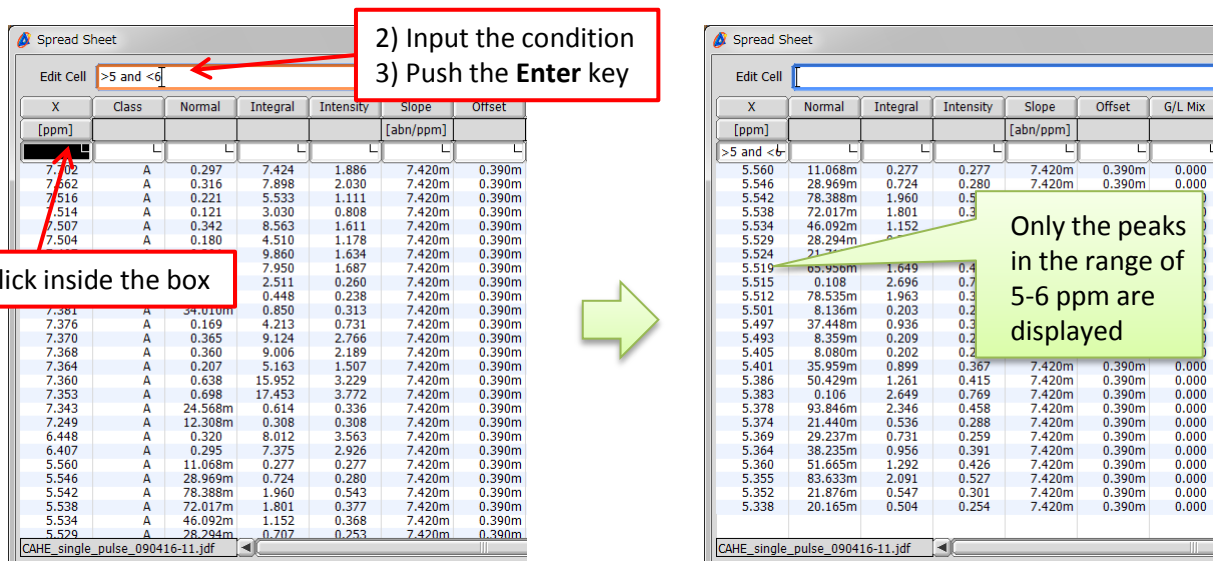 Spread Sheet
2) Input the condition
3) Push the Enter key
Edit Cell >5 and <6
X Class Normal Integral Intensity Slope Offset
[ppm] [abn/ppm]
A 0.297 7.424 1.886 7.420m 0.390m
A 0.316 7.898 2.030 7.420m 0.390m
7.516 A 0.221 5.533 1.111 7.420m 0.390m
7.514 A 0.121 3.030 0.808 7.420m 0.390m
7.507 A 0.342 8.563 1.611 7.420m 0.390m
7.504 A 0.180 4.510 1.178 7.420m 0.390m
9.860 1.634 7.420m 0.390m
7.950 1.687 7.420m 0.390m
lick inside the box
2.511 0.260 7.420m 0.390m
0.448 0.238 7.420m 0.390m
7.381 A 34.010m 0.850 0.313 7.420m 0.390m
7.376 A 0.169 4.213 0.731 7.420m 0.390m
7.370 A 0.365 9.124 2.766 7.420m 0.390m
7.368 A 0.360 9.006 2.189 7.420m 0.390m
7.364 A 0.207 5.163 1.507 7.420m 0.390m
7.360 A 0.638 15.952 3.229 7.420m 0.390m
7.353 A 0.698 17.453 3.772 7.420m 0.390m
7.343 A 24.568m 0.614 0.336 7.420m 0.390m
7.249 A 12.308m 0.308 0.308 7.420m 0.390m
6.448 A 0.320 8.012 3.563 7.420m 0.390m
6.407 A 0.295 7.375 2.926 7.420m 0.390m
5.560 A 11.068m 0.277 0.277 7.420m 0.390m
5.546 A 28.969m 0.724 0.280 7.420m 0.390m
5.542 A 78.388m 1.960 0.543 7.420m 0.390m
5.538 A 72.017m 1.801 0.377 7.420m 0.390m
5.534 A 46.092m 1.152 0.368 7.420m 0.390m
5.529 A 28.294m 0.707 0.253 7.420m 0.390m
CAHE_single_pulse_090416-11.jdf
Spread Sheet
Edit Cell
X Normal Integral Intensity Slope Offset G/L Mix
[ppm] [abn/ppm]
>5 and <6
5.560 11.068m 0.277 0.277 7.420m 0.390m 0.000
5.546 28.969m 0.724 0.280 7.420m 0.390m 0.000
5.542 78.388m 1.960
5.538 72.017m 1.801
5.534 46.092m 1.152
5.529 28.294m
5.524
5.519 65.956m 1.649
5.515 0.108 2.696
5.512 78.535m 1.963
5.501 8.136m 0.203
5.497 37.448m 0.936
5.493 8.359m 0.209
5.405 8.080m 0.202
Only the peaks
in the range of
5-6 ppm are
displayed
5.401 35.959m 0.899 0.367 7.420m 0.390m 0.000
5.386 50.429m 1.261 0.415 7.420m 0.390m 0.000
5.383 0.106 2.649 0.769 7.420m 0.390m 0.000
5.378 93.846m 2.346 0.458 7.420m 0.390m 0.000
5.374 21.440m 0.536 0.288 7.420m 0.390m 0.000
5.369 29.237m 0.731 0.259 7.420m 0.390m 0.000
5.364 38.235m 0.956 0.391 7.420m 0.390m 0.000
5.360 51.665m 1.292 0.426 7.420m 0.390m 0.000
5.355 83.633m 2.091 0.527 7.420m 0.390m 0.000
5.352 21.876m 0.547 0.301 7.420m 0.390m 0.000
5.338 20.165m 0.504 0.254 7.420m 0.390m 0.000
CAHE_single_pulse_090416-11.jdf